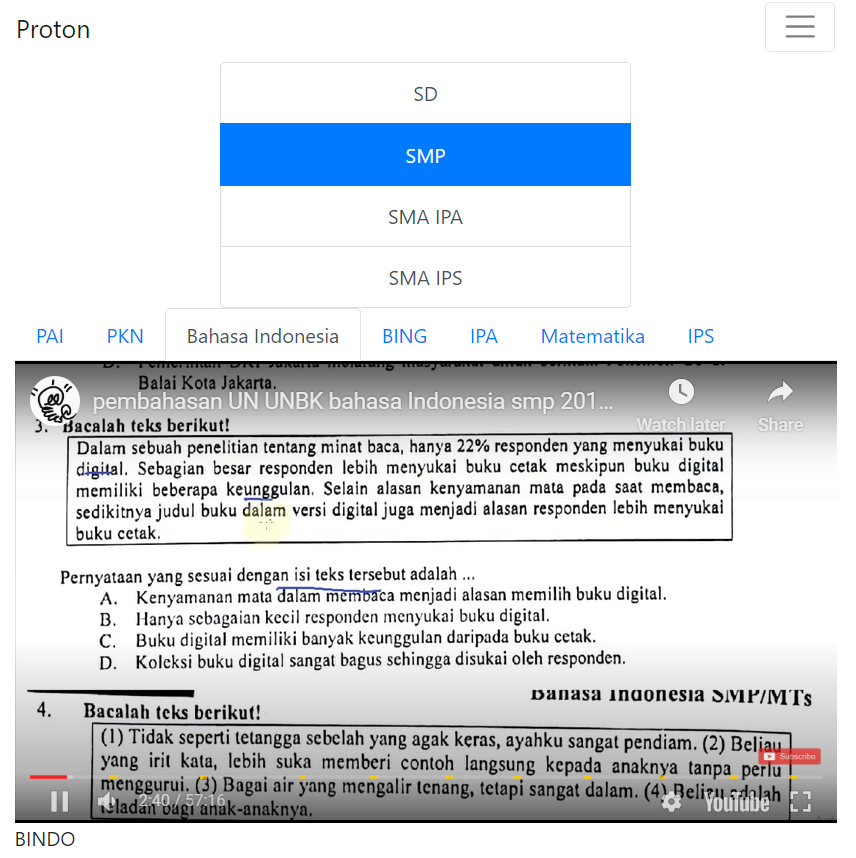 Proton
SD
SMP
SMA IPA
SMA IPS
PAI PKN Bahasa Indonesia BING IPA Matematika IPS
Balai Kota Jakarta.
pembahasan UN UNBK bahasa Indonesia smp 201...
Watch later Share
3. Bacalah teks berikut!
Dalam sebuah penelitian tentang minat baca, hanya 22% responden yang menyukai buku
digital. Sebagian besar responden lebih menyukai buku cetak meskipun buku digital
memiliki beberapa keunggulan. Selain alasan kenyamanan mata pada saat membaca,
sedikitnya judul buku dalam versi digital juga menjadi alasan responden lebih menyukai
buku cetak.
Pernyataan yang sesuai dengan isi teks tersebut adalah ...
A. Kenyamanan mata dalam membaca menjadi alasan memilih buku digital.
B. Hanya sebagaian kecil responden menyukai buku digital.
C. Buku digital memiliki banyak keunggulan daripada buku cetak.
D. Koleksi buku digital sangat bagus sehingga disukai oleh responden.
Bahasa Indonesia SMP/MTs
4. Bacalah teks berikut!
(1) Tidak seperti tetangga sebelah yang agak keras, ayahku sangat pendiam. (2) Beliau
yang irit kata, lebih suka memberi contoh langsung kepada anaknya tanpa perlu
Subscribe
menggurui. (3) Bagai air yang mengalir tenang, tetapi sangat dalam. (4) Beliau adalah
teladan bagi anak-anaknya.
2:40 / 57:16
YouTube
BINDO